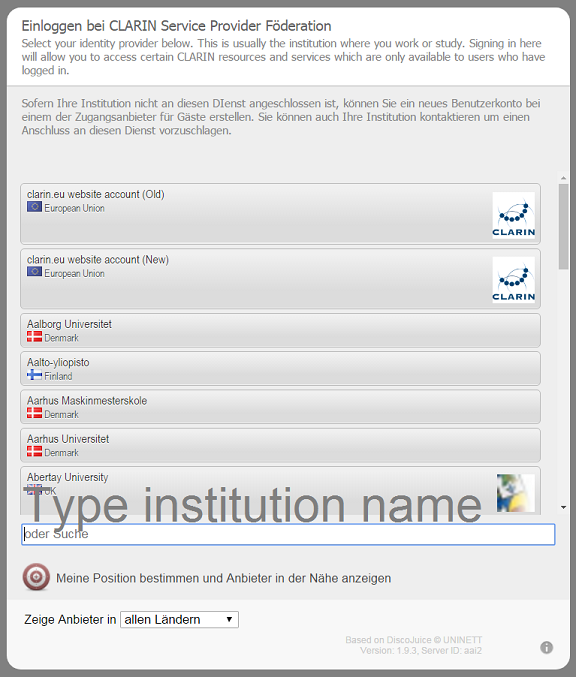 Einloggen bei CLARIN Service Provider Föderation
Select your identity provider below. This is usually the institution where you work or study. Signing in here
will allow you to access certain CLARIN resources and services which are only available to users who have
logged in.
Sofern Ihre Institution nicht an diesen DIenst angeschlossen ist, können Sie ein neues Benutzerkonto bei
einem der Zugangsanbieter für Gäste erstellen. Sie können auch Ihre Institution kontaktieren um einen
Anschluss an diesen Dienst vorzuschlagen.
clarin.eu website account (Old)
European Union
CLARIN
clarin.eu website account (New)
European Union
CLARIN
Aalborg Universitet
Denmark
Aalto-yliopisto
Finland
Aarhus Maskinmesterskole
Denmark
Aarhus Universitet
Denmark
Abertay University
UK
Type institution name
oder Suche
Meine Position bestimmen und Anbieter in der Nähe anzeigen
Zeige Anbieter in allen Ländern
Based on DiscoJuice © UNINETT
Version: 1.9.3, Server ID: aai2